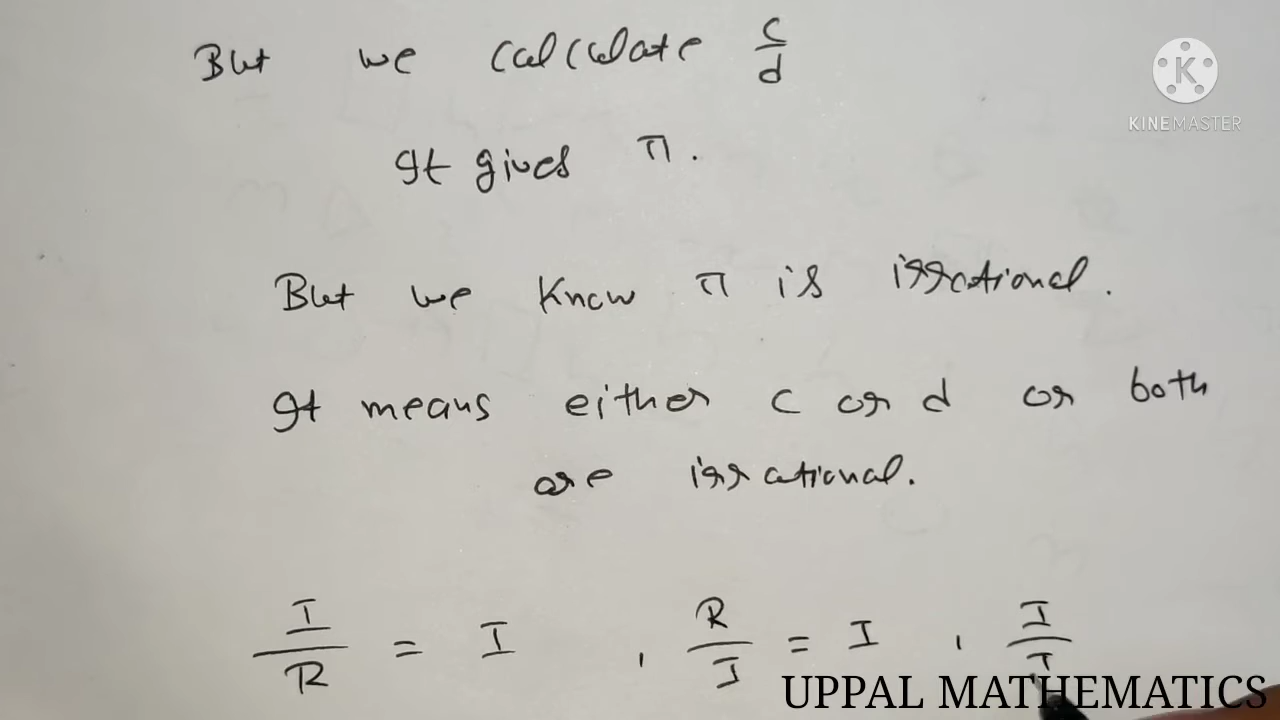 But we calculate c/d
It gives π.
But we know π is irrational.
It means either c or d or both
are irrational.
I/R = I , R/I = I , I/I
KINEMASTER
UPPAL MATHEMATICS